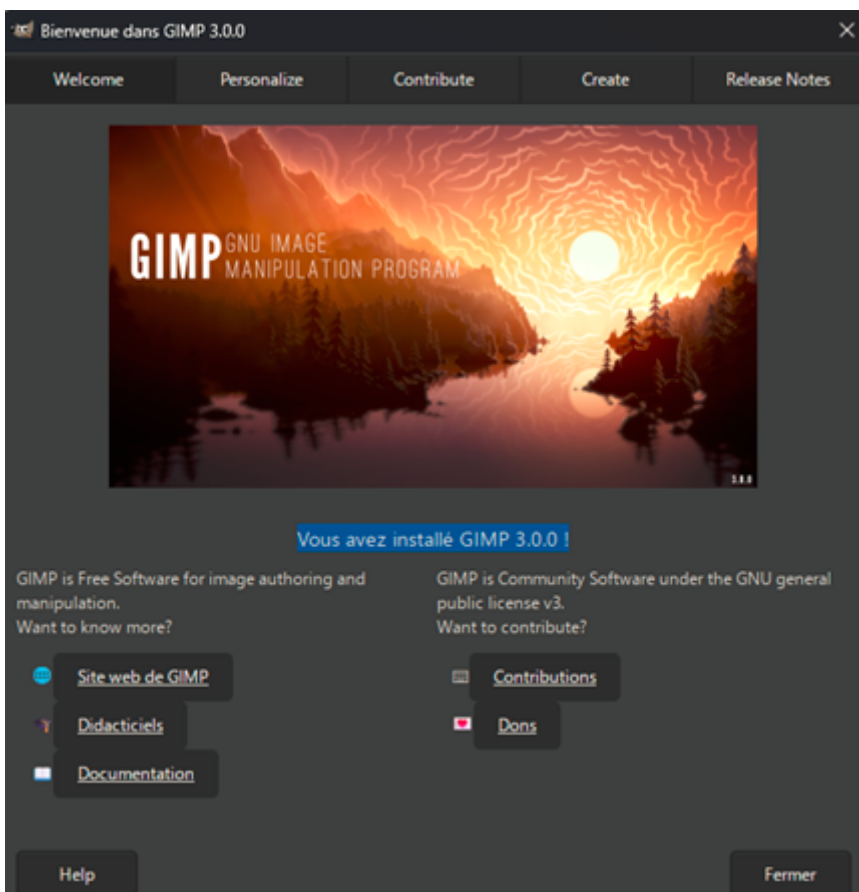 Bienvenue dans GIMP 3.0.0
Welcome
Personalize
Contribute
Create
Release Notes
GIMP GNU IMAGE
MANIPULATION PROGRAM
3.0.0
Vous avez installé GIMP 3.0.0 !
GIMP is Free Software for image authoring and
manipulation.
Want to know more?
Site web de GIMP
Didacticiels
Documentation
GIMP is Community Software under the GNU general
public license v3.
Want to contribute?
Contributions
Dons
Help
Fermer